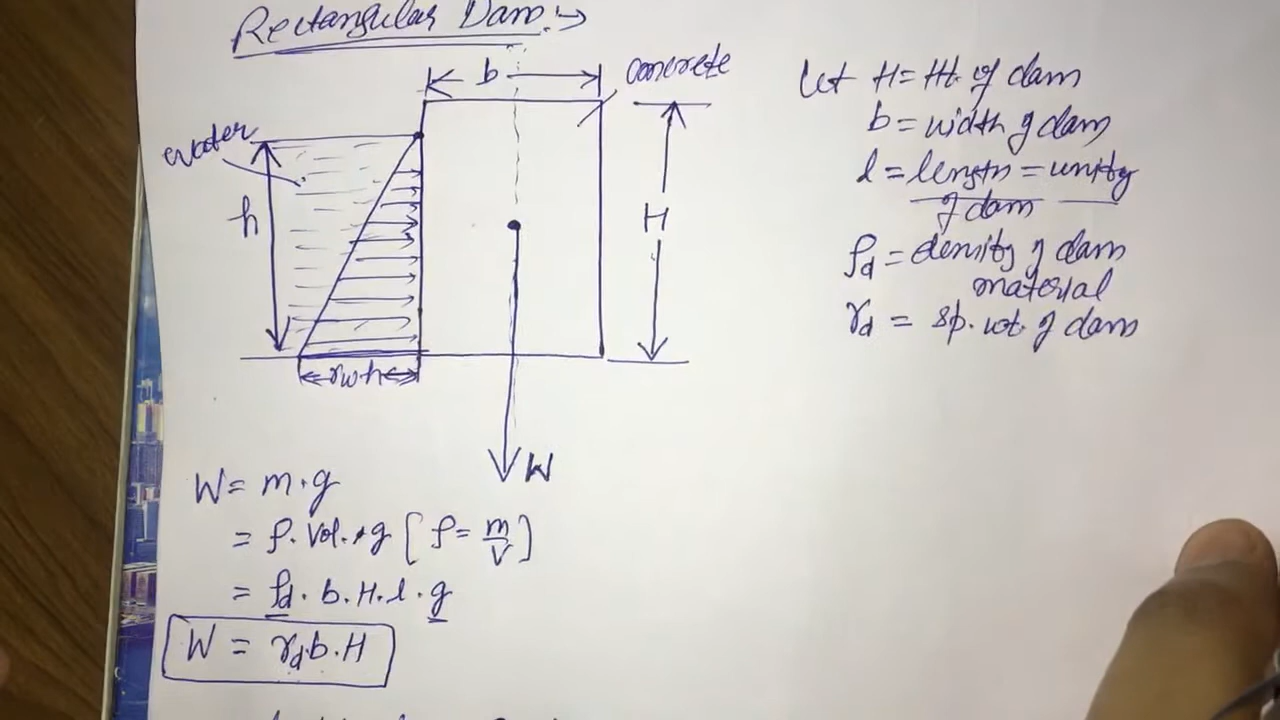 Rectangular Dam:→
b
concrete
water
h
H
γw h
W
let H = Ht. of dam
b = width of dam
l = length = unity
of dam
ρd = density of dam
material
γd = sp. wt. of dam
W = m·g
= ρ. Vol. * g [ρ = m/V]
= ρd · b. H. l · g
W = γd. b. H